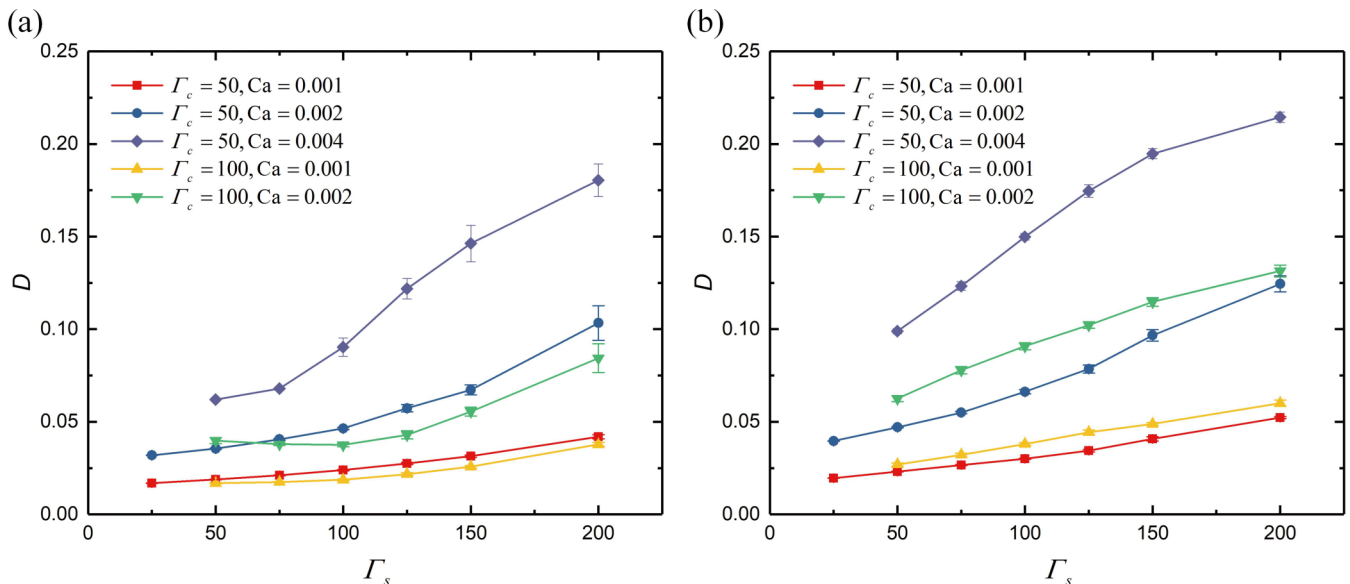 (a)
0.25
0.20
0.15
0.10
0.05
0.00
D
Γc = 50, Ca = 0.001
Γc = 50, Ca = 0.002
Γc = 50, Ca = 0.004
Γc = 100, Ca = 0.001
Γc = 100, Ca = 0.002
0 50 100 150 200
Γs
(b)
0.25
0.20
0.15
0.10
0.05
0.00
D
Γc = 50, Ca = 0.001
Γc = 50, Ca = 0.002
Γc = 50, Ca = 0.004
Γc = 100, Ca = 0.001
Γc = 100, Ca = 0.002
0 50 100 150 200
Γs